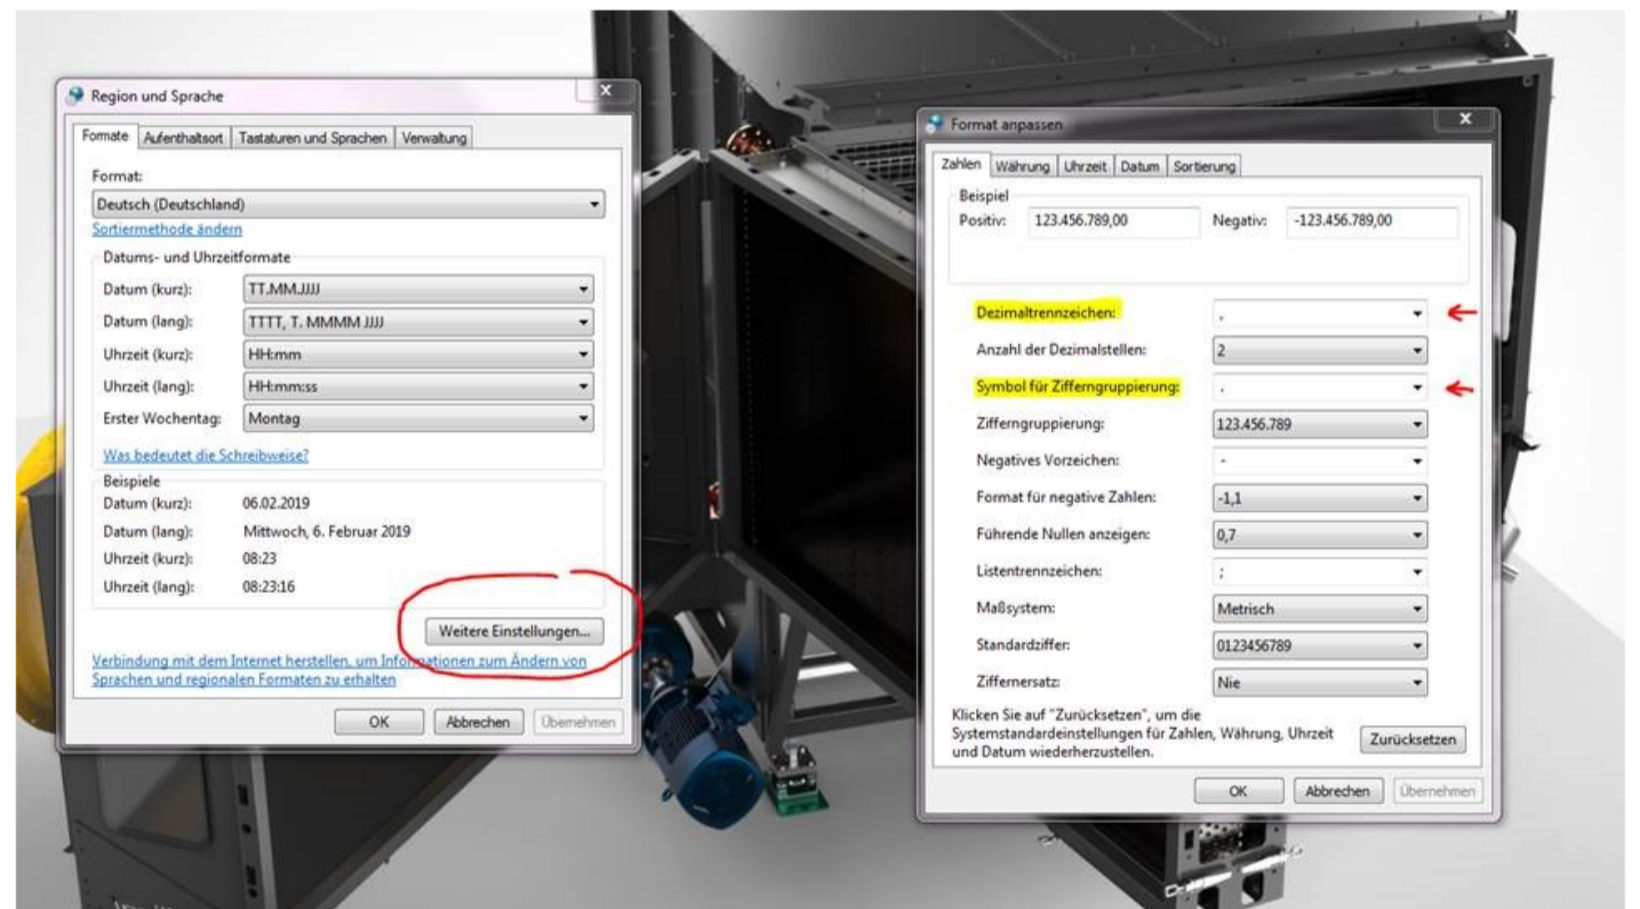 Region und Sprache
Formate Aufenthaltsort Tastaturen und Sprachen Verwaltung
Format:
Deutsch (Deutschland)
Sortiermethode ändern
Datums- und Uhrzeitformate
Datum (kurz): TT.MM.JJJJ
Datum (lang): TTTT, T. MMMM JJJJ
Uhrzeit (kurz): HH:mm
Uhrzeit (lang): HH:mm:ss
Erster Wochentag: Montag
Was bedeutet die Schreibweise?
Beispiele
Datum (kurz): 06.02.2019
Datum (lang): Mittwoch, 6. Februar 2019
Uhrzeit (kurz): 08:23
Uhrzeit (lang): 08:23:16
Weitere Einstellungen...
Verbindung mit dem Internet herstellen, um Informationen zum Ändern von
Sprachen und regionalen Formaten zu erhalten
OK Abbrechen Übernehmen
Format anpassen
Zahlen Währung Uhrzeit Datum Sortierung
Beispiel
Positiv: 123.456.789,00 Negativ: -123.456.789,00
Dezimaltrennzeichen: ,
Anzahl der Dezimalstellen: 2
Symbol für Zifferngruppierung: .
Zifferngruppierung: 123.456.789
Negatives Vorzeichen: -
Format für negative Zahlen: -1,1
Führende Nullen anzeigen: 0,7
Listentrennzeichen: ;
Maßsystem: Metrisch
Standardziffer: 0123456789
Ziffernersatz: Nie
Klicken Sie auf "Zurücksetzen", um die
Systemstandardeinstellungen für Zahlen, Währung, Uhrzeit
und Datum wiederherzustellen.
Zurücksetzen
OK Abbrechen Übernehmen